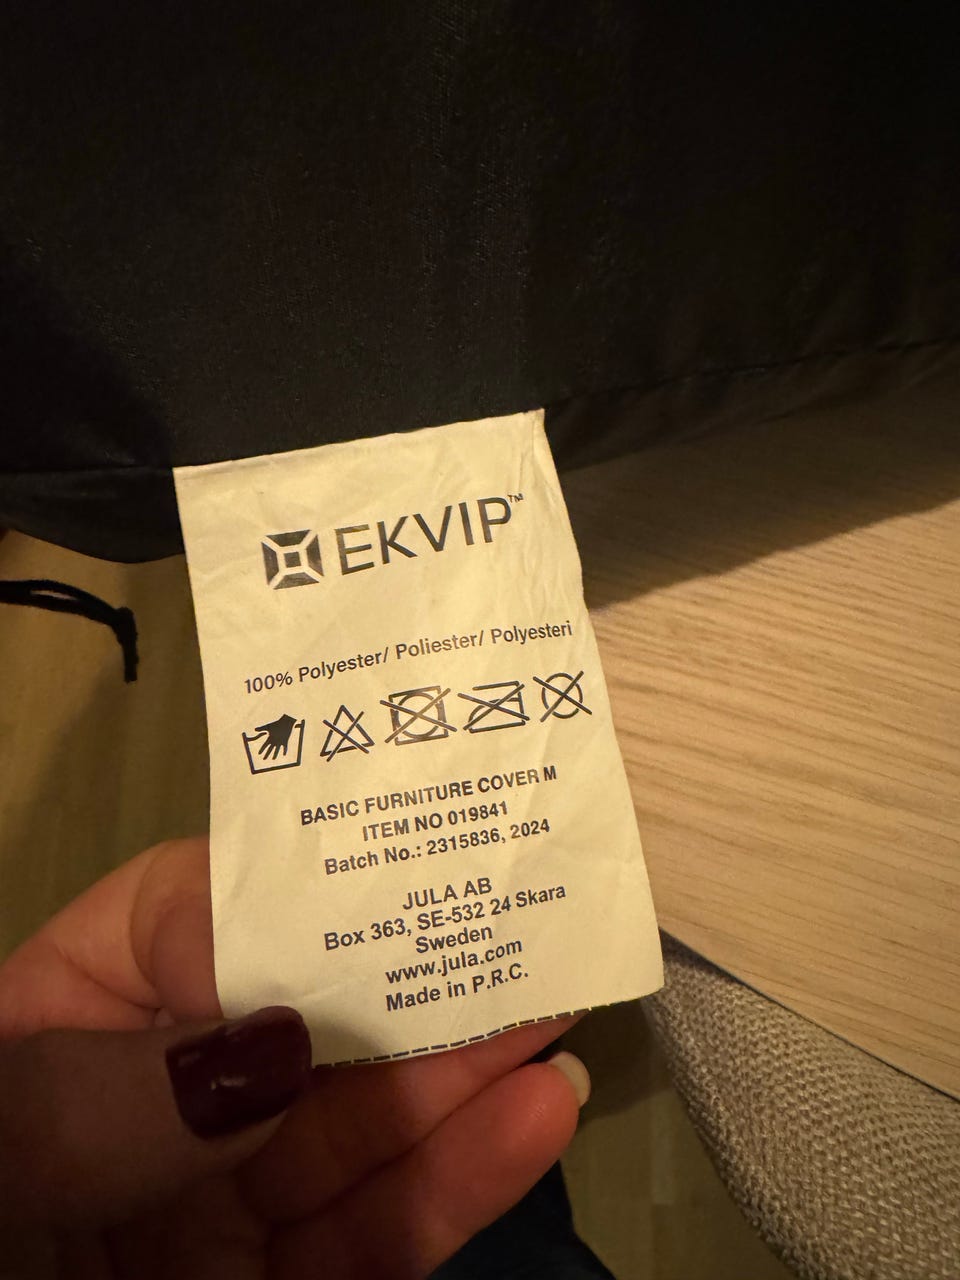 EKVIP™
100% Polyester/ Poliester/ Polyesteri
BASIC FURNITURE COVER M
ITEM NO 019841
Batch No.: 2315836, 2024
JULA AB
Box 363, SE-532 24 Skara
Sweden
www.jula.com
Made in P.R.C.